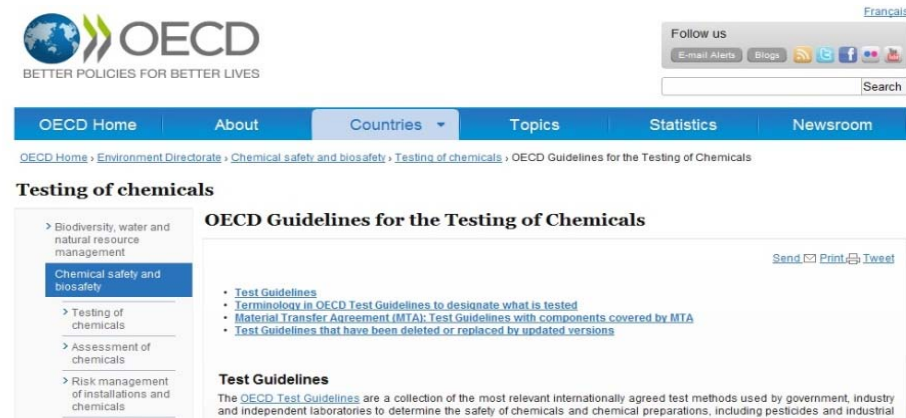 Français
OECD
BETTER POLICIES FOR BETTER LIVES
Follow us
E-mail Alerts Blogs
Search
OECD Home About Countries Topics Statistics Newsroom
OECD Home › Environment Directorate › Chemical safety and biosafety › Testing of chemicals › OECD Guidelines for the Testing of Chemicals
Testing of chemicals
> Biodiversity, water and
natural resource
management
Chemical safety and
biosafety
> Testing of
chemicals
> Assessment of
chemicals
> Risk management
of installations and
chemicals
OECD Guidelines for the Testing of Chemicals
Send Print Tweet
• Test Guidelines
• Terminology in OECD Test Guidelines to designate what is tested
• Material Transfer Agreement (MTA): Test Guidelines with components covered by MTA
• Test Guidelines that have been deleted or replaced by updated versions
Test Guidelines
The OECD Test Guidelines are a collection of the most relevant internationally agreed test methods used by government, industry
and independent laboratories to determine the safety of chemicals and chemical preparations, including pesticides and industrial